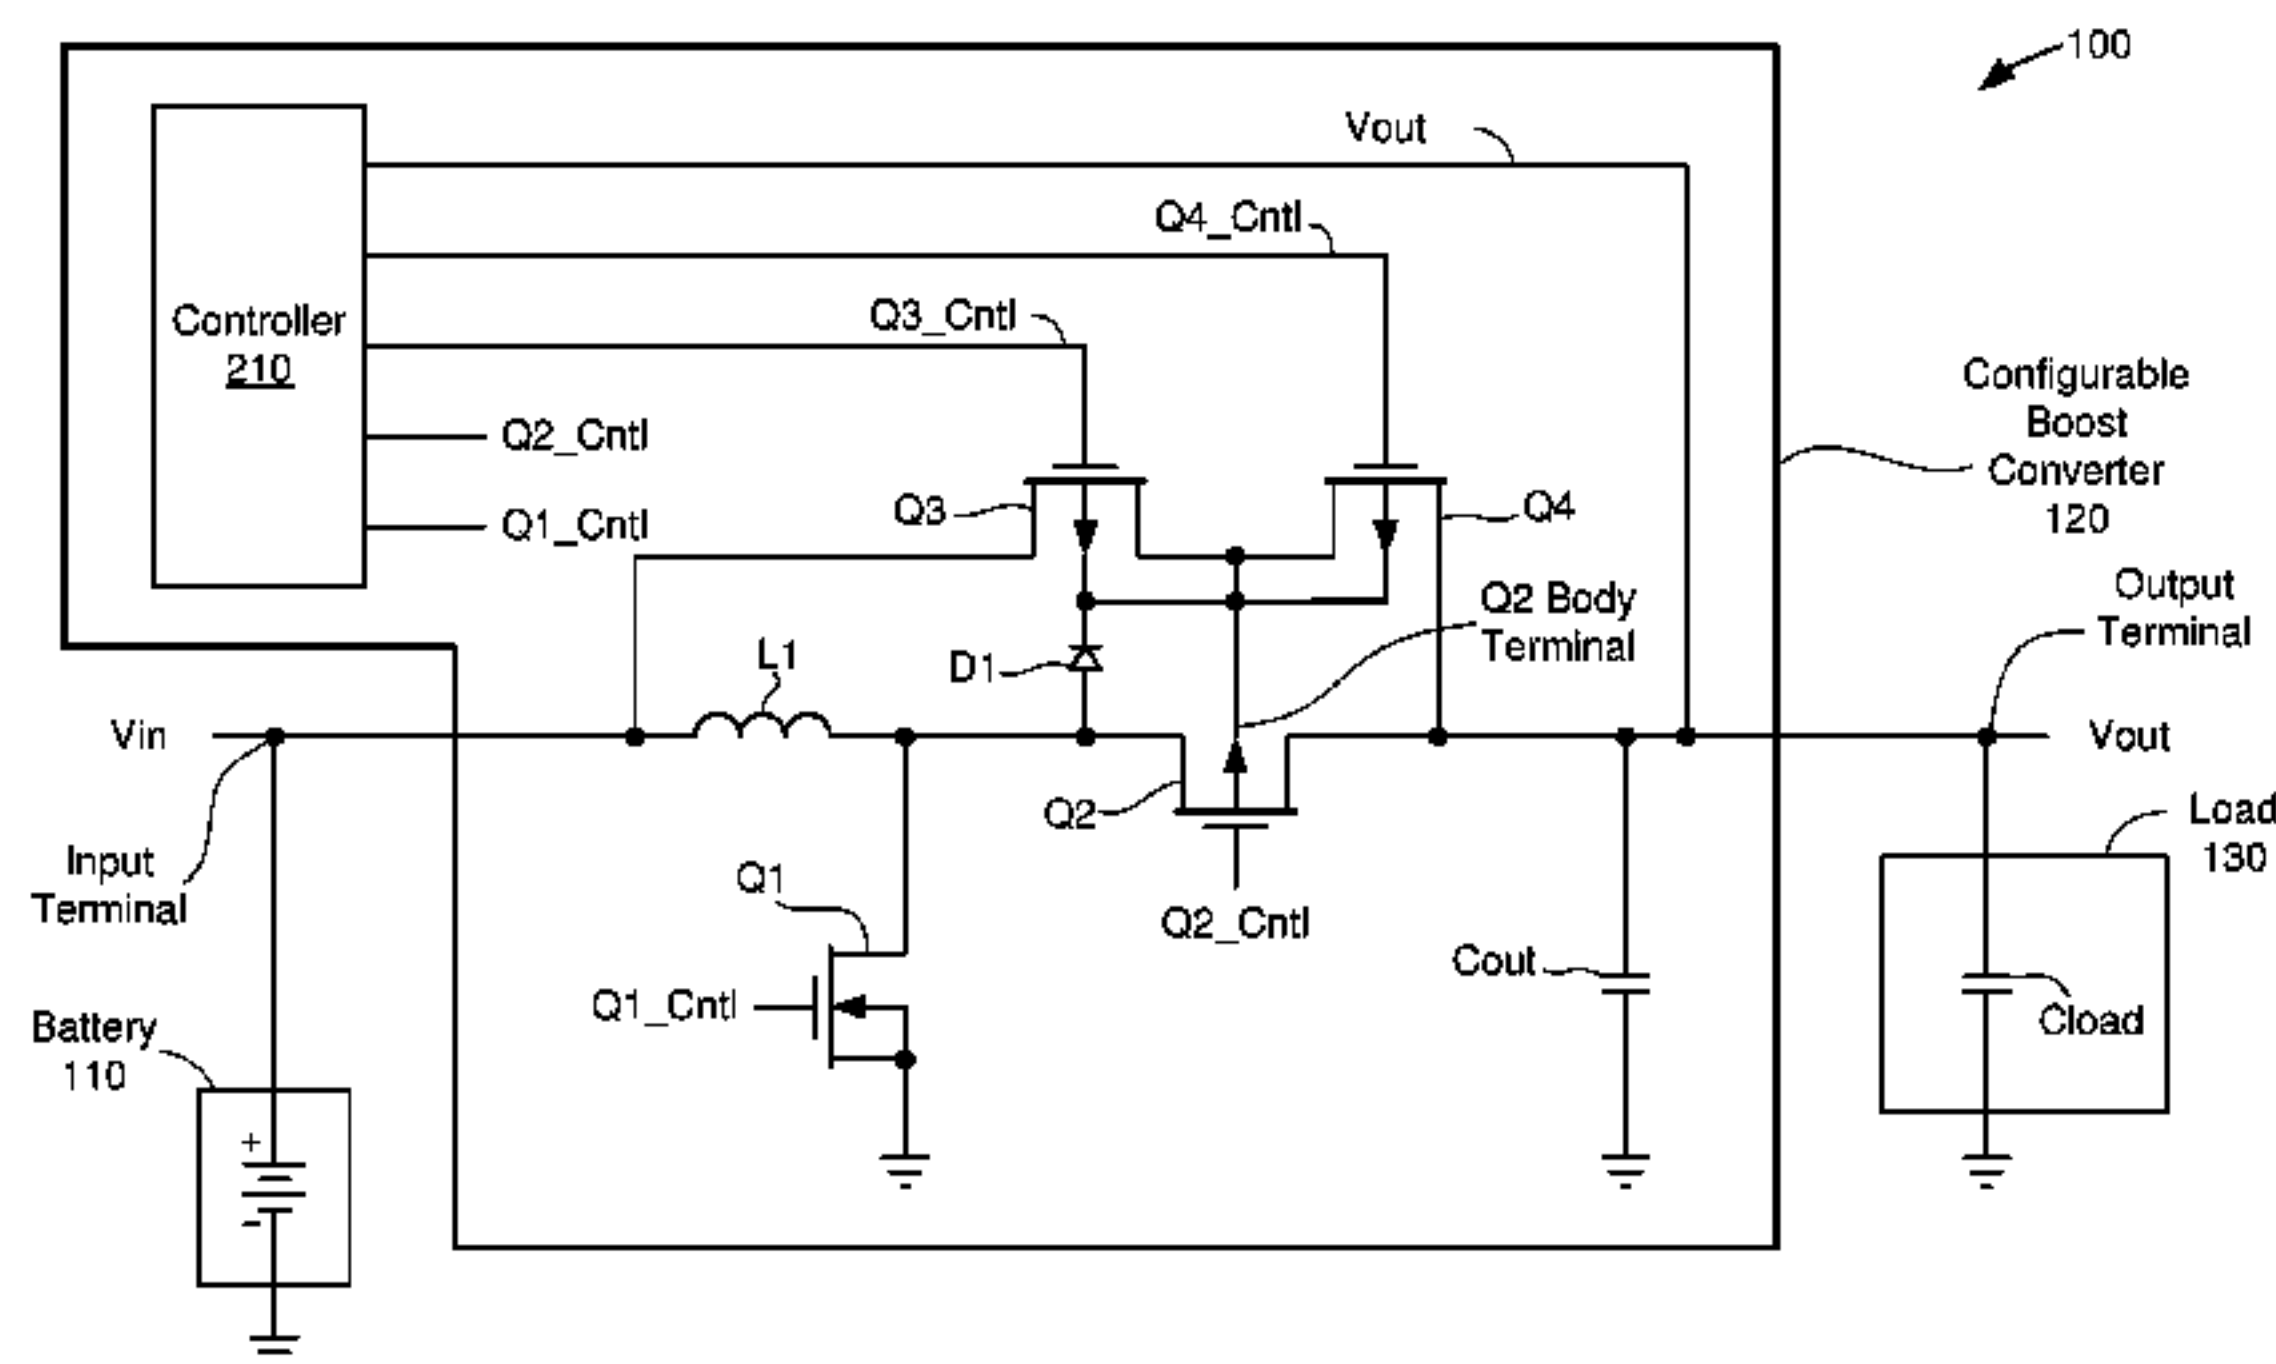 100
Vout
Q4_Cntl
Q3_Cntl
Controller
210
Q2_Cntl
Q1_Cntl
Configurable
Boost
Converter
120
Q3
Q4
Q2 Body
Terminal
Output
Terminal
L1
D1
Vin
Vout
Q2
Load
130
Input
Terminal
Q1
Q2_Cntl
Cout
Q1_Cntl
Cload
Battery
110
+
-